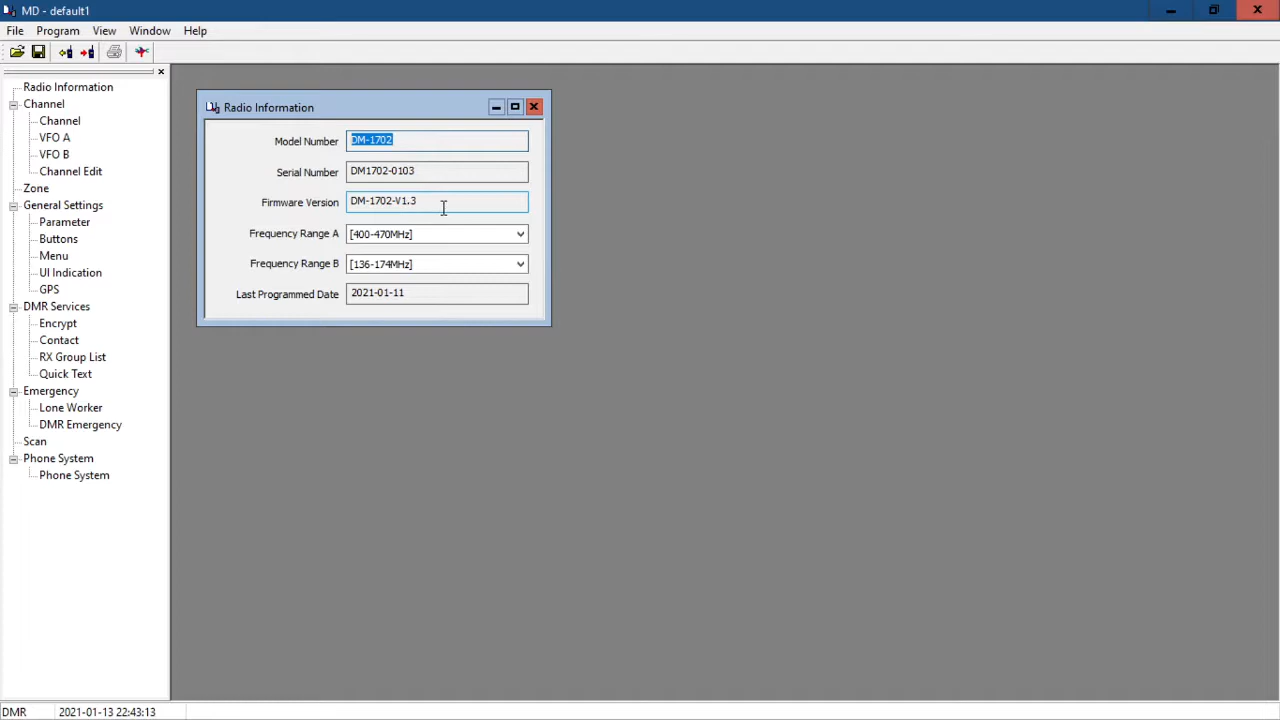 MD - default1
File Program View Window Help
Radio Information
Channel
Channel
VFO A
VFO B
Channel Edit
Zone
General Settings
Parameter
Buttons
Menu
UI Indication
GPS
DMR Services
Encrypt
Contact
RX Group List
Quick Text
Emergency
Lone Worker
DMR Emergency
Scan
Phone System
Phone System
Radio Information
Model Number DM-1702
Serial Number DM1702-0103
Firmware Version DM-1702-V1.3
Frequency Range A [400-470MHz]
Frequency Range B [136-174MHz]
Last Programmed Date 2021-01-11
DMR 2021-01-13 22:43:13